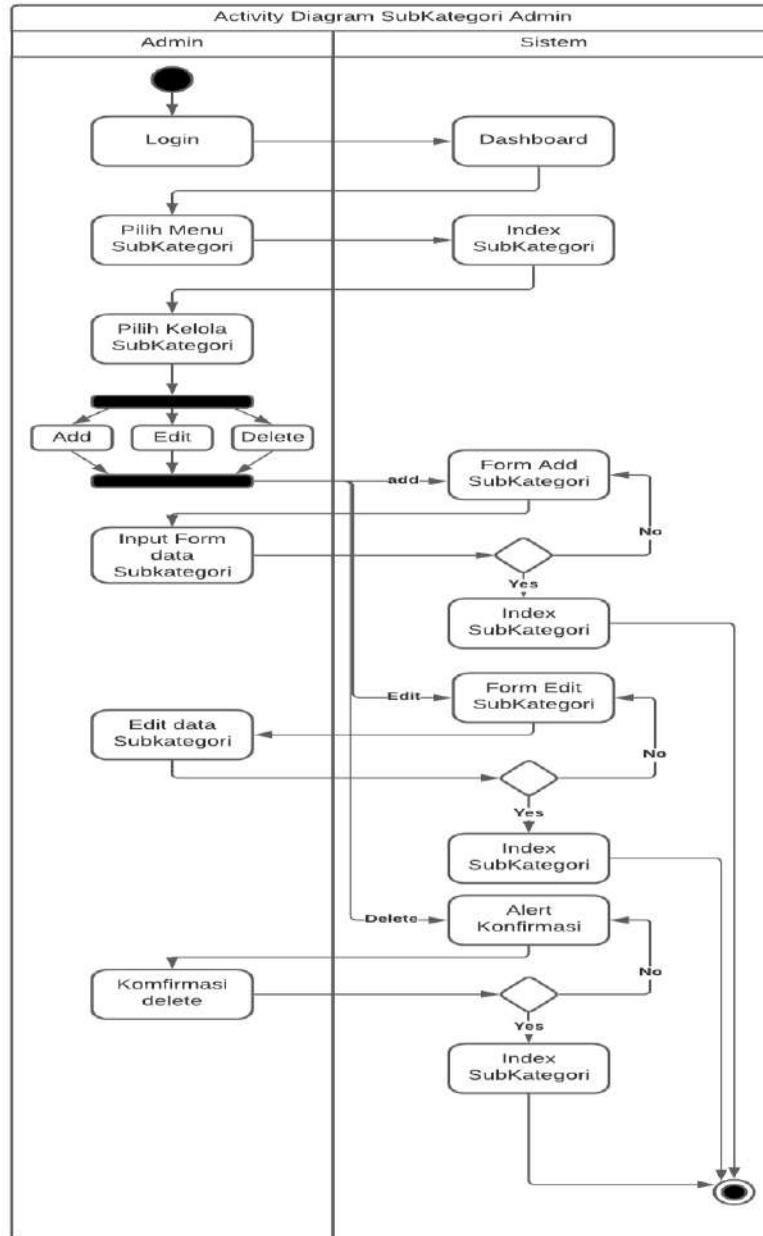 Activity Diagram SubKategori Admin
Admin
Sistem
Login
Dashboard
Pilih Menu
SubKategori
Index
SubKategori
Pilih Kelola
SubKategori
Add
Edit
Delete
add
Form Add
SubKategori
No
Input Form
data
Subkategori
Yes
Index
SubKategori
Edit
Form Edit
SubKategori
Edit data
Subkategori
No
Yes
Index
SubKategori
Delete
Alert
Konfirmasi
No
Komfirmasi
delete
Yes
Index
SubKategori